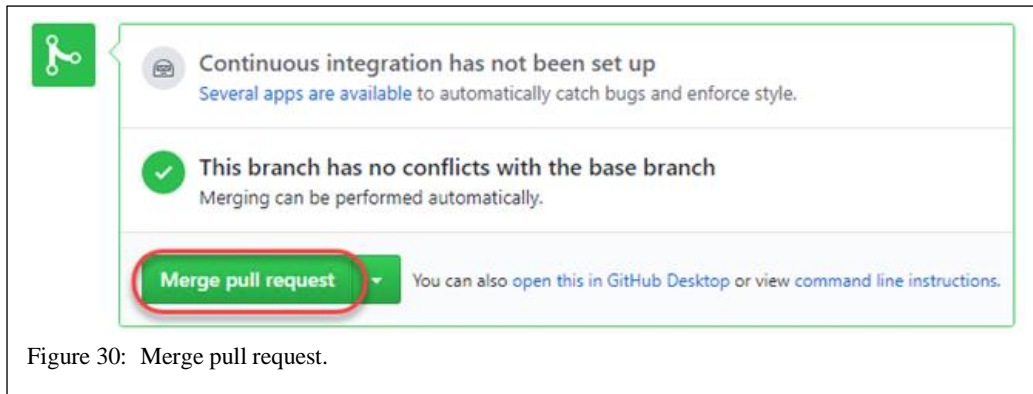 Continuous integration has not been set up
Several apps are available to automatically catch bugs and enforce style.
This branch has no conflicts with the base branch
Merging can be performed automatically.
Merge pull request You can also open this in GitHub Desktop or view command line instructions.
Figure 30: Merge pull request.